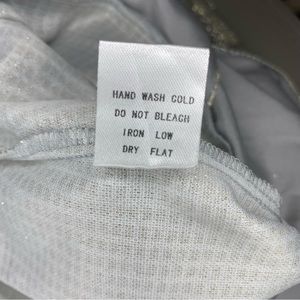 HAND WASH COLD
DO NOT BLEACH
IRON LOW
DRY FLAT